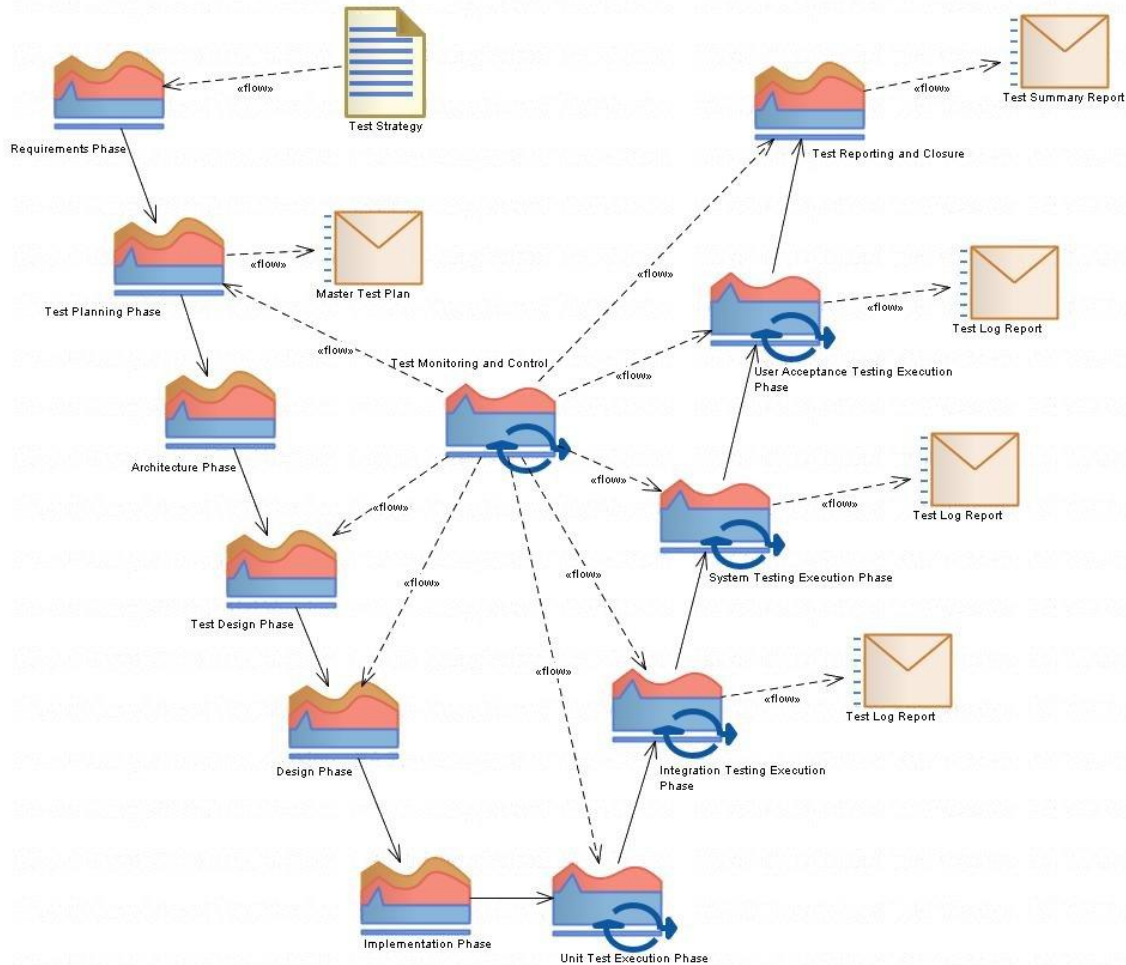 «flow»
Test Strategy
Requirements Phase
«flow»
Test Summary Report
Test Reporting and Closure
«flow»
Master Test Plan
Test Planning Phase
«flow»
«flow»
«flow»
Test Log Report
User Acceptance Testing Execution
Phase
Test Monitoring and Control
«flow»
Architecture Phase
«flow»
«flow»
«flow»
Test Log Report
System Testing Execution Phase
«flow»
«flow»
Test Design Phase
«flow»
«flow»
Test Log Report
Integration Testing Execution
Phase
Design Phase
Implementation Phase
Unit Test Execution Phase